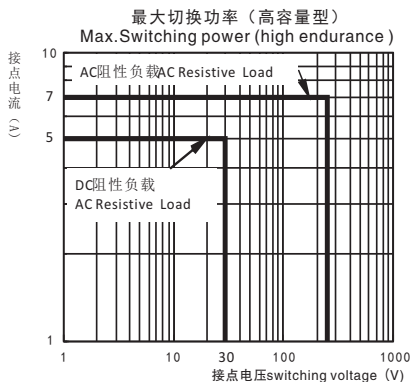 最大切换功率（高容量型）
Max.Switching power (high endurance )
接点电流（A）
10
7
5
1
AC阻性负载AC Resistive Load
DC阻性负载
AC Resistive Load
1
10
30
100
1000
接点电压switching voltage（V)